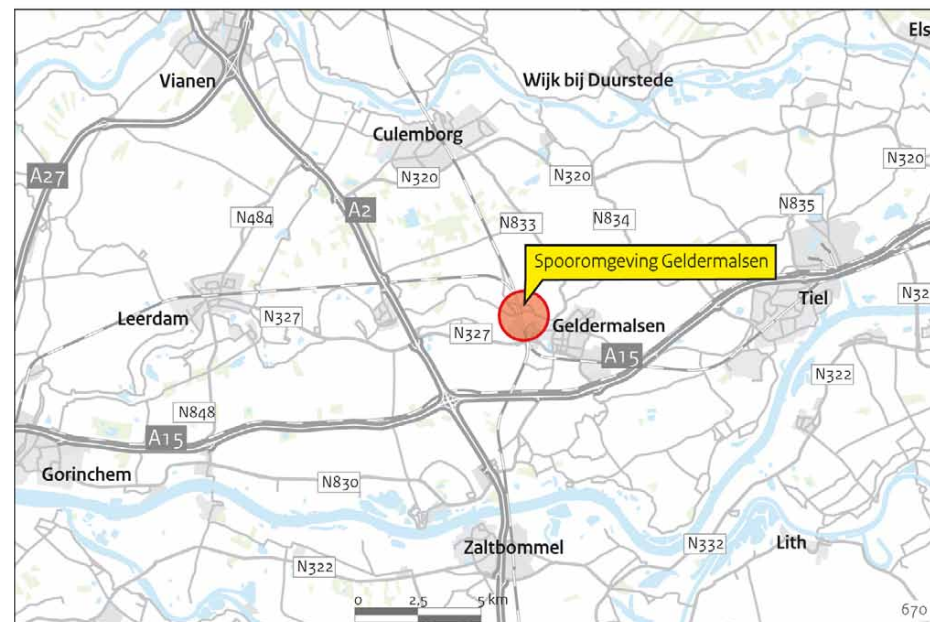 Els
Vianen
Wijk bij Duurstede
Culemborg
A27
N320
N320
N320
A2
N484
N833
N834
N835
Spooromgeving Geldermalsen
Tiel
N32
Leerdam
N327
N327
Geldermalsen
A15
N322
N848
A15
Gorinchem
N830
Zaltbommel
N332
Lith
N322
0 2,5 5 km
670